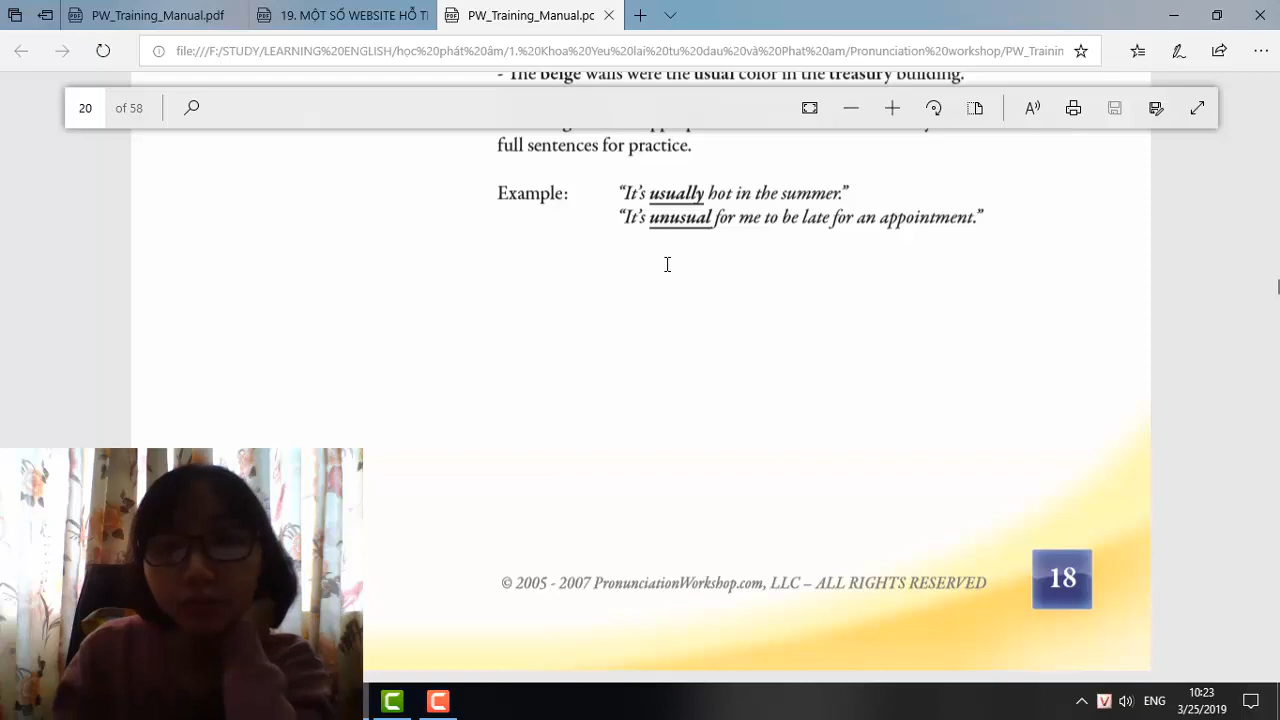 PW_Training_Manual.pdf
19. MỘT SỐ WEBSITE HỖ T
PW_Training_Manual.pc
file:///F:/STUDY/LEARNING%20ENGLISH/học%20phát%20âm/1.%20Khoa%20Yeu%20lai%20tu%20dau%20và%20Phat%20am/Pronunciation%20workshop/PW_Trainin
- The beige walls were the usual color in the treasury building.
20 of 58
full sentences for practice.
Example: “It’s usually hot in the summer.”
“It’s unusual for me to be late for an appointment.”
© 2005 - 2007 PronunciationWorkshop.com, LLC – ALL RIGHTS RESERVED
18
V ENG
10:23
3/25/2019